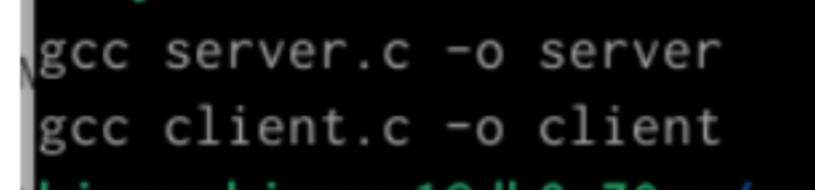 gcc server.c -o server
gcc client.c -o client